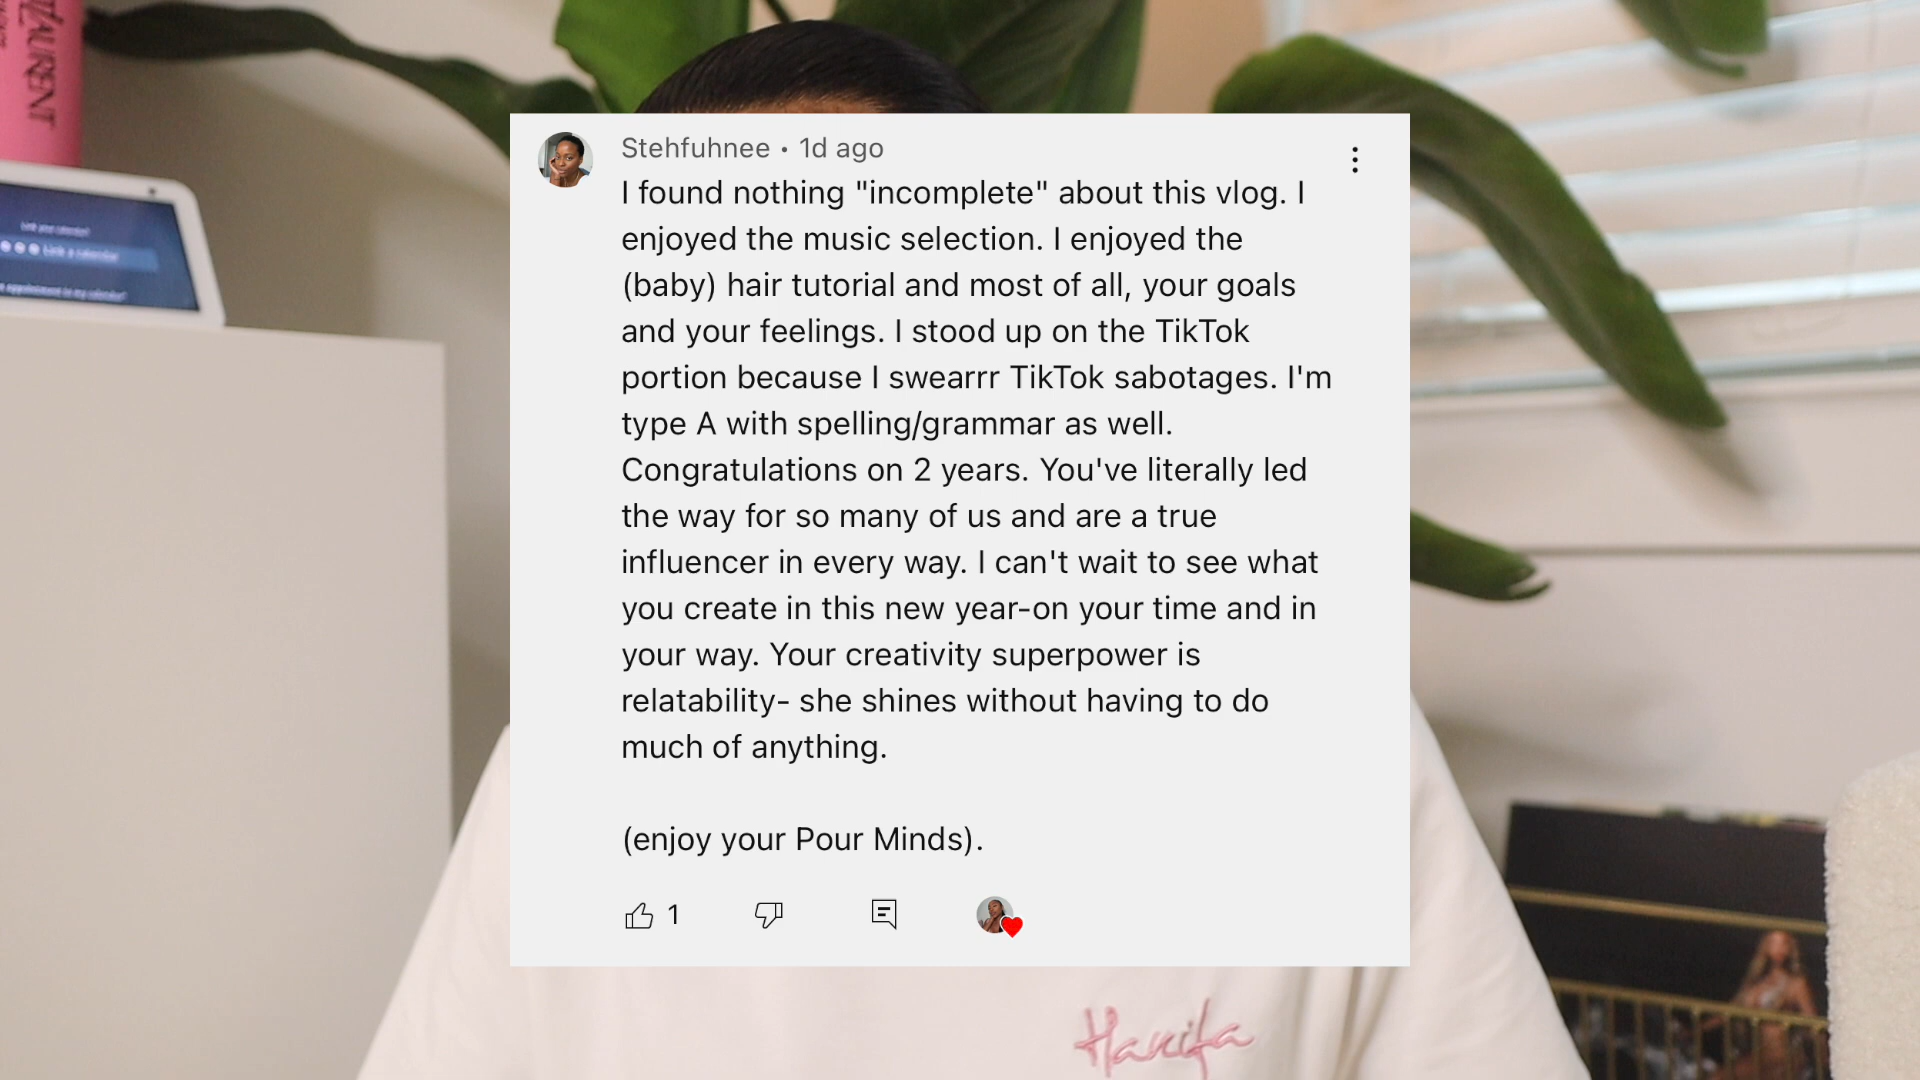 LAURENT
Link a calendar
Stehfuhnee • 1d ago
I found nothing "incomplete" about this vlog. I
enjoyed the music selection. I enjoyed the
(baby) hair tutorial and most of all, your goals
and your feelings. I stood up on the TikTok
portion because I swearrr TikTok sabotages. I'm
type A with spelling/grammar as well.
Congratulations on 2 years. You've literally led
the way for so many of us and are a true
influencer in every way. I can't wait to see what
you create in this new year-on your time and in
your way. Your creativity superpower is
relatability- she shines without having to do
much of anything.
(enjoy your Pour Minds).
1
Hanifa